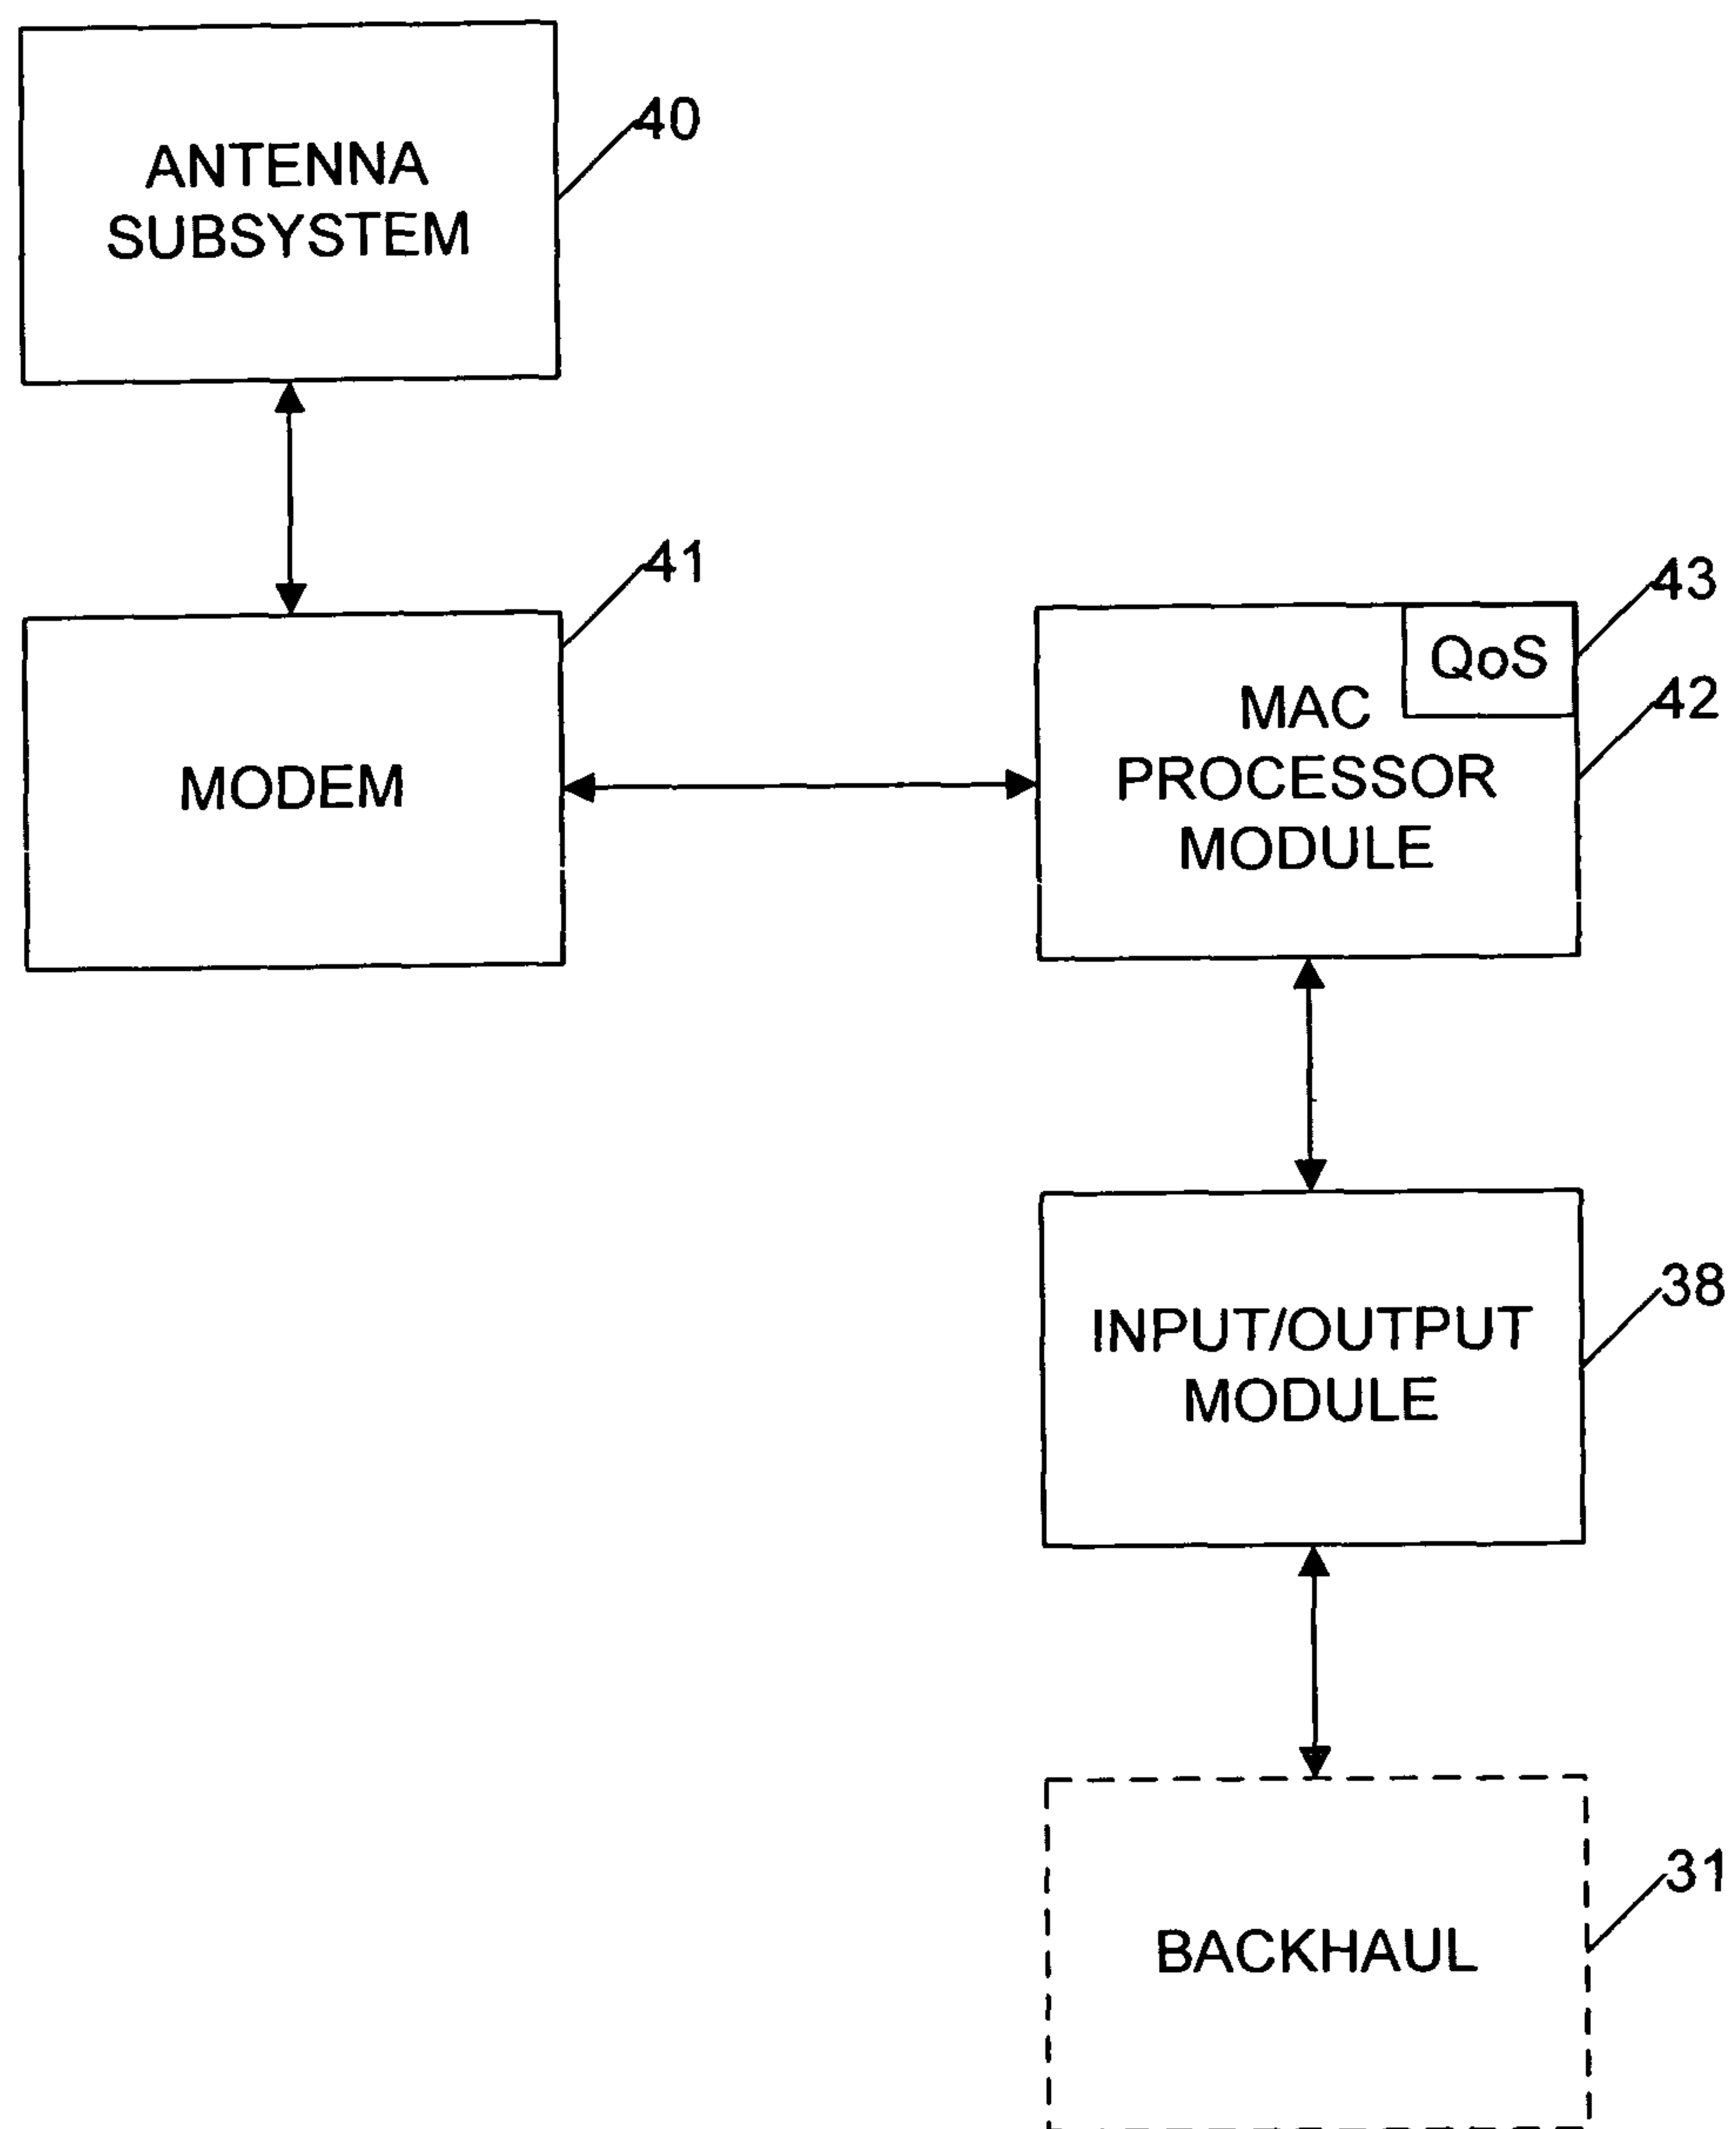 ANTENNA
SUBSYSTEM
40
MODEM
41
QoS
43
MAC
PROCESSOR
MODULE
42
INPUT/OUTPUT
MODULE
38
BACKHAUL
31